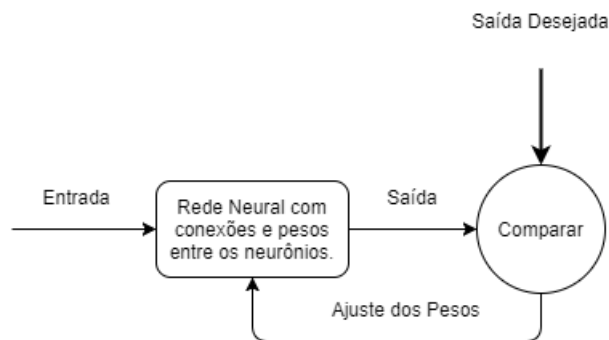 Saída Desejada
Entrada
Rede Neural com
conexões e pesos
entre os neurônios.
Saída
Comparar
Ajuste dos Pesos